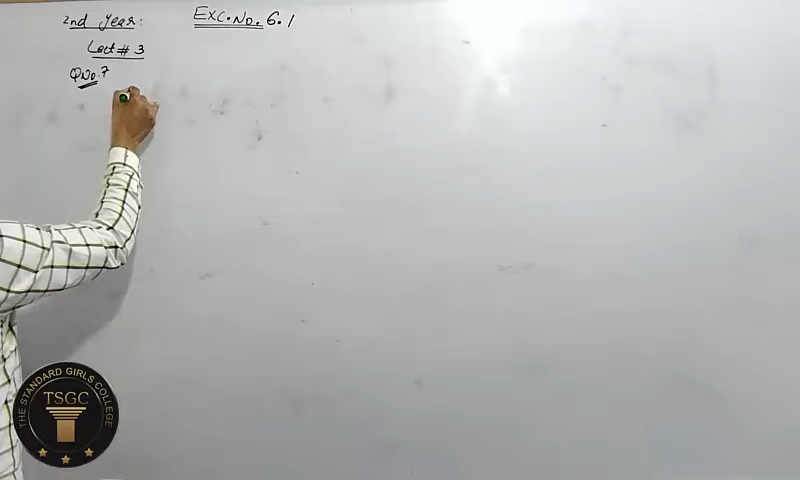 2nd Year:
Exc. No. 6.1
Lect # 3
Q No. 7
THE STANDARD GIRLS COLLEGE
TSGC